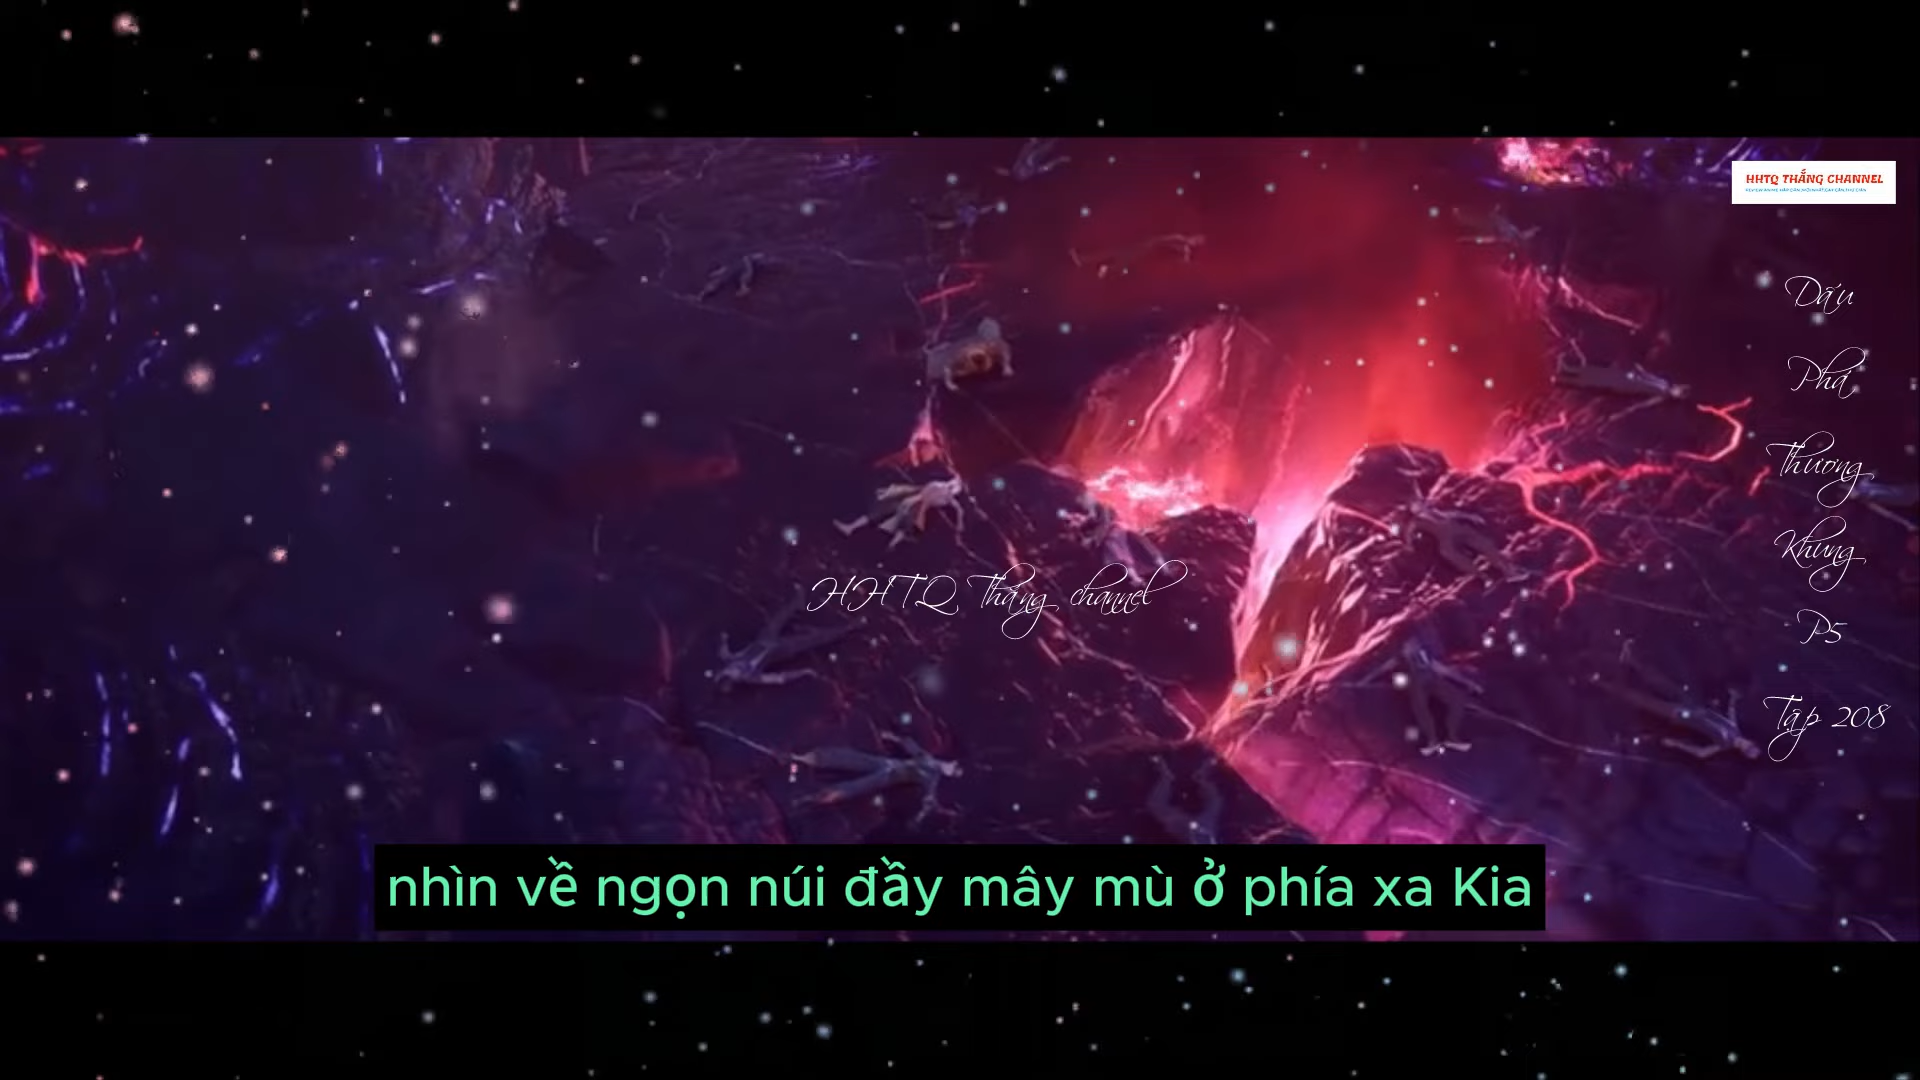 HHTQ THẮNG CHANNEL
Dấu
Phá
Thương
Khung
P5
Tập 208
HHTQ Thắng channel
nhìn về ngọn núi đầy mây mù ở phía xa Kia